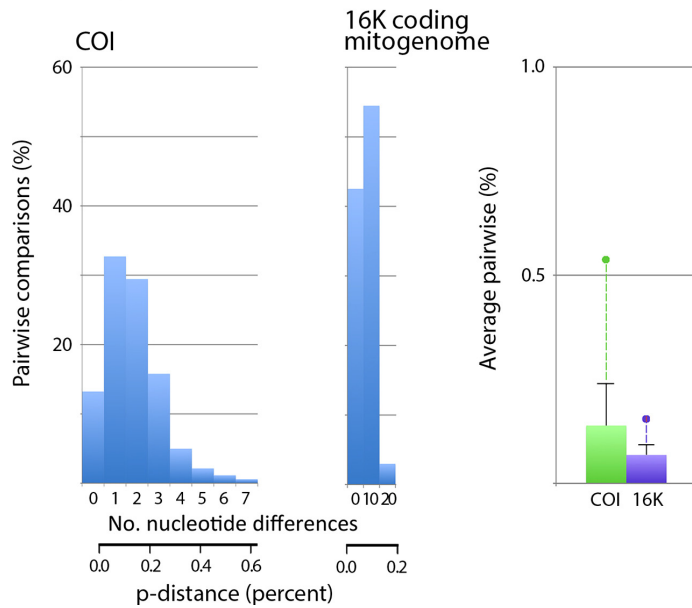 COI
60
40
20
Pairwise comparisons (%)
0 1 2 3 4 5 6 7
16K coding
mitogenome
0 10 20
No. nucleotide differences
0.0 0.2 0.4 0.6
0.0 0.2
p-distance (percent)
1.0
0.5
Average pairwise (%)
COI 16K